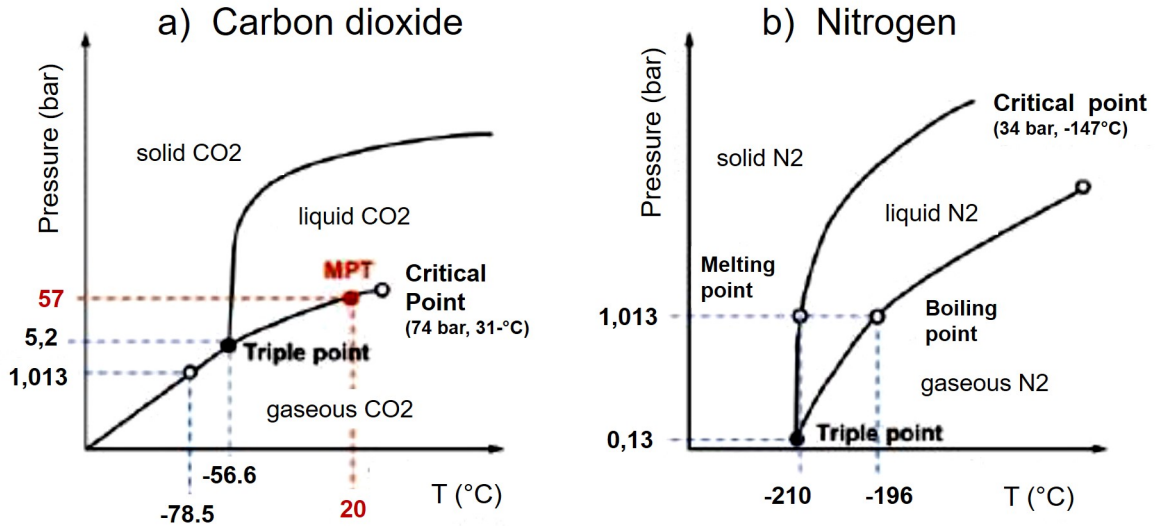 a) Carbon dioxide
Pressure (bar)
solid CO2
liquid CO2
MPT
Critical
Point
(74 bar, 31-°C)
57
5,2
1,013
Triple point
gaseous CO2
-56.6
-78.5
20
T (°C)
b) Nitrogen
Pressure (bar)
Critical point
(34 bar, -147°C)
solid N2
liquid N2
Melting
point
1,013
Boiling
point
gaseous N2
0,13
Triple point
-210
-196
T (°C)